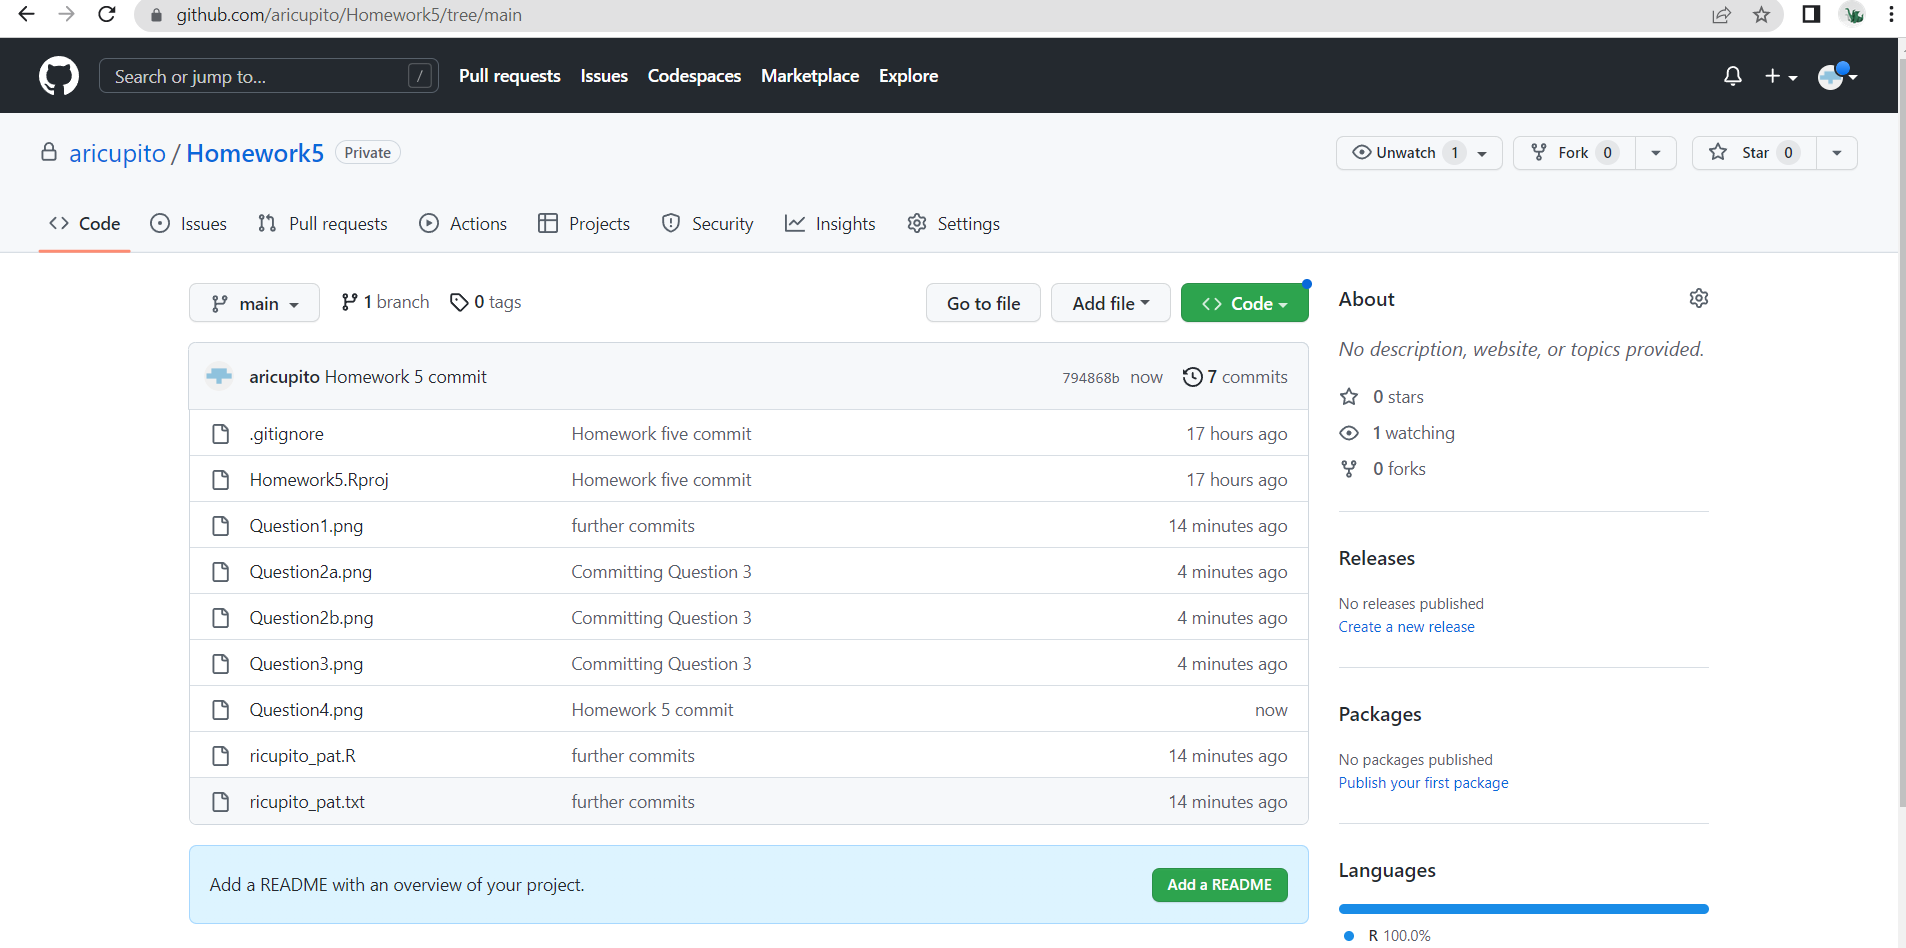 github.com/aricupito/Homework5/tree/main
Search or jump to... / Pull requests Issues Codespaces Marketplace Explore
aricupito / Homework5 Private Unwatch 1 Fork 0 Star 0
Code Issues Pull requests Actions Projects Security Insights Settings
main 1 branch 0 tags Go to file Add file Code
aricupito Homework 5 commit 794868b now 7 commits
.gitignore Homework five commit 17 hours ago
Homework5.Rproj Homework five commit 17 hours ago
Question1.png further commits 14 minutes ago
Question2a.png Committing Question 3 4 minutes ago
Question2b.png Committing Question 3 4 minutes ago
Question3.png Committing Question 3 4 minutes ago
Question4.png Homework 5 commit now
ricupito_pat.R further commits 14 minutes ago
ricupito_pat.txt further commits 14 minutes ago
Add a README with an overview of your project. Add a README
About
No description, website, or topics provided.
0 stars
1 watching
0 forks
Releases
No releases published
Create a new release
Packages
No packages published
Publish your first package
Languages
R 100.0%